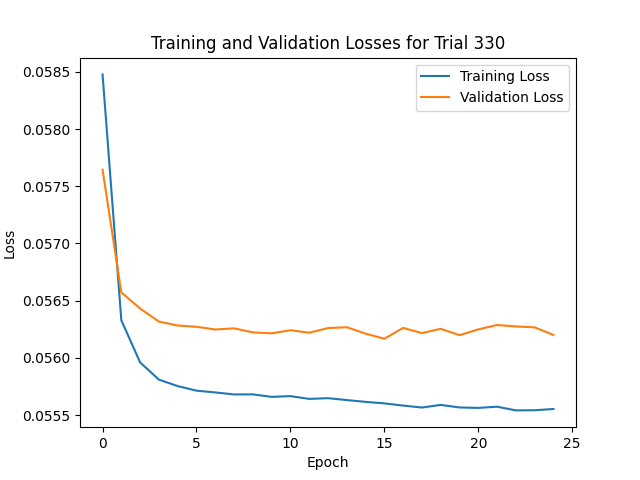 Training and Validation Losses for Trial 330
Training Loss
Validation Loss
Loss
0.0585
0.0580
0.0575
0.0570
0.0565
0.0560
0.0555
0 5 10 15 20 25
Epoch